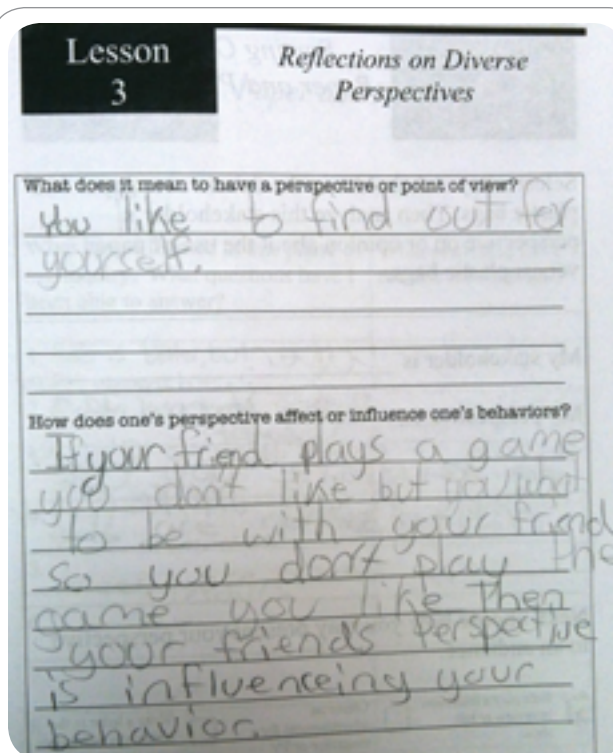 Lesson
3
Reflections on Diverse
Perspectives
What does it mean to have a perspective or point of view?
You like to find out for
yourself.
How does one's perspective affect or influence one's behaviors?
If your friend plays a game
you don't like but you want
to be with your friend
so you don't play the
game you like Then
your friends Perspective
is influenceing your
behavior.